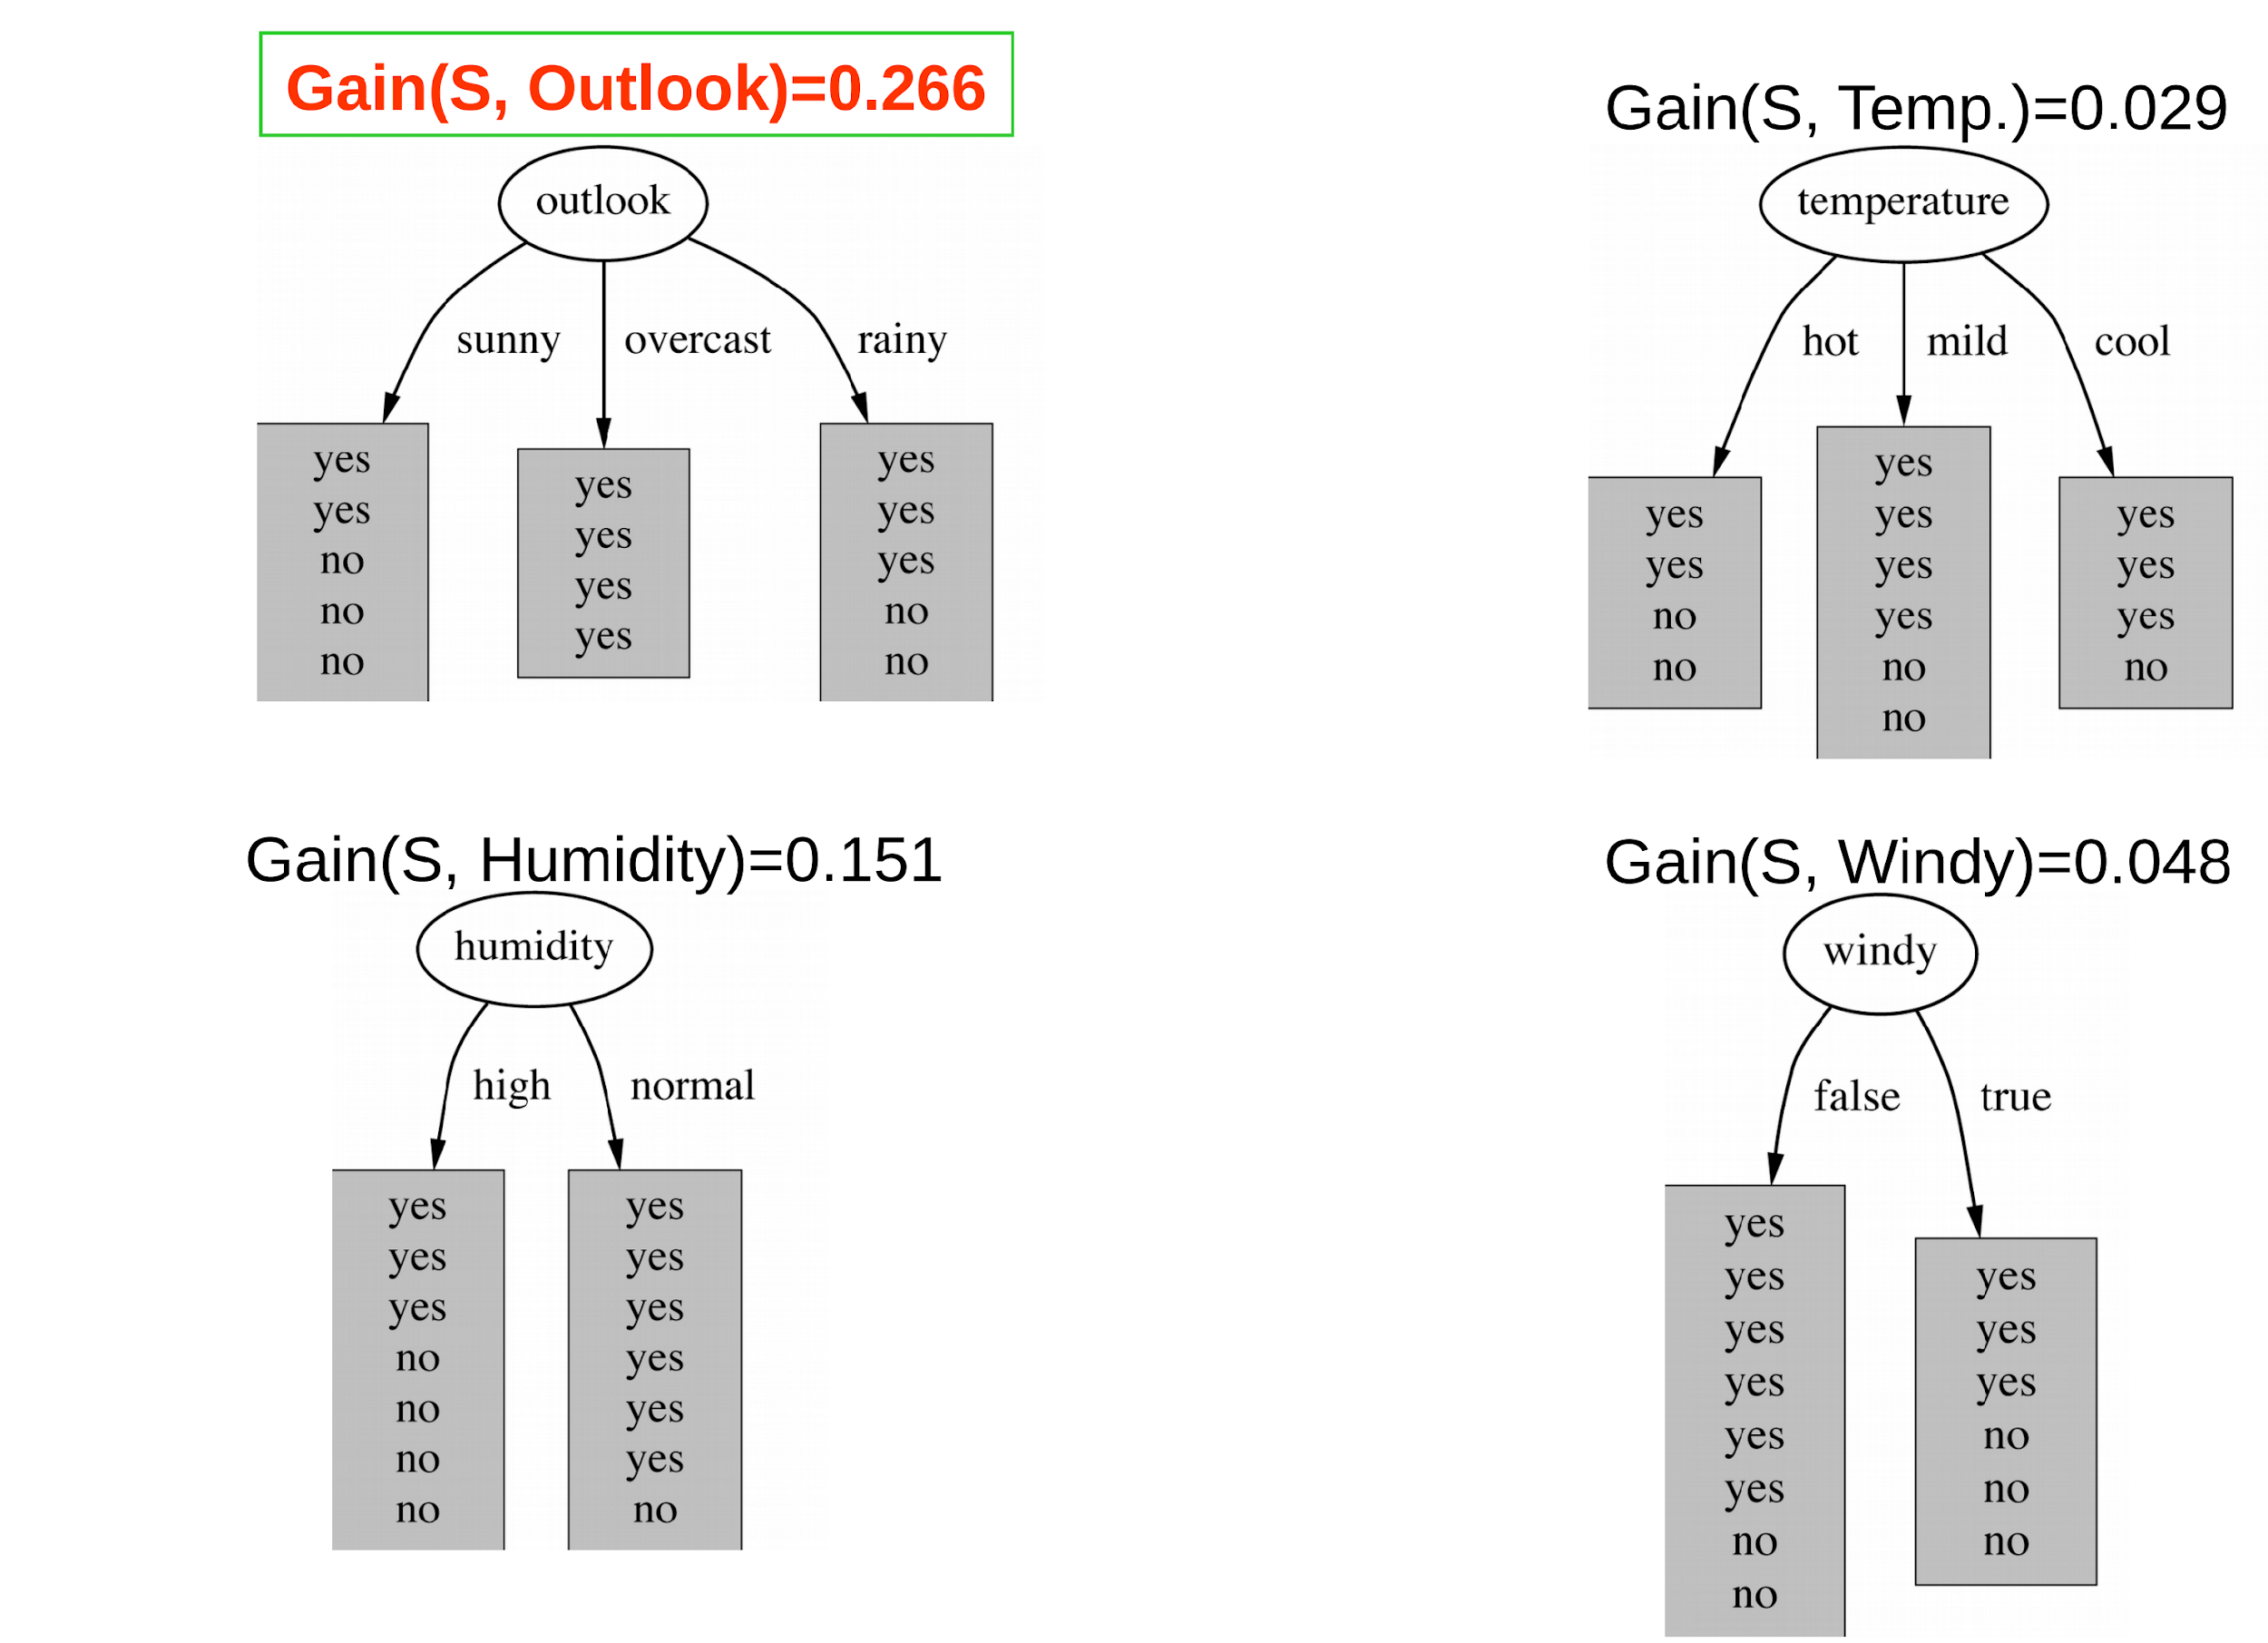 Gain(S, Outlook)=0.266
outlook
sunny
overcast
rainy
yes
yes
no
no
no
yes
yes
yes
yes
yes
yes
yes
no
no
Gain(S, Temp.)=0.029
temperature
hot
mild
cool
yes
yes
no
no
yes
yes
yes
yes
no
no
yes
yes
yes
no
Gain(S, Humidity)=0.151
humidity
high
normal
yes
yes
yes
no
no
no
no
yes
yes
yes
yes
yes
yes
no
Gain(S, Windy)=0.048
windy
false
true
yes
yes
yes
yes
yes
yes
no
no
yes
yes
yes
no
no
no